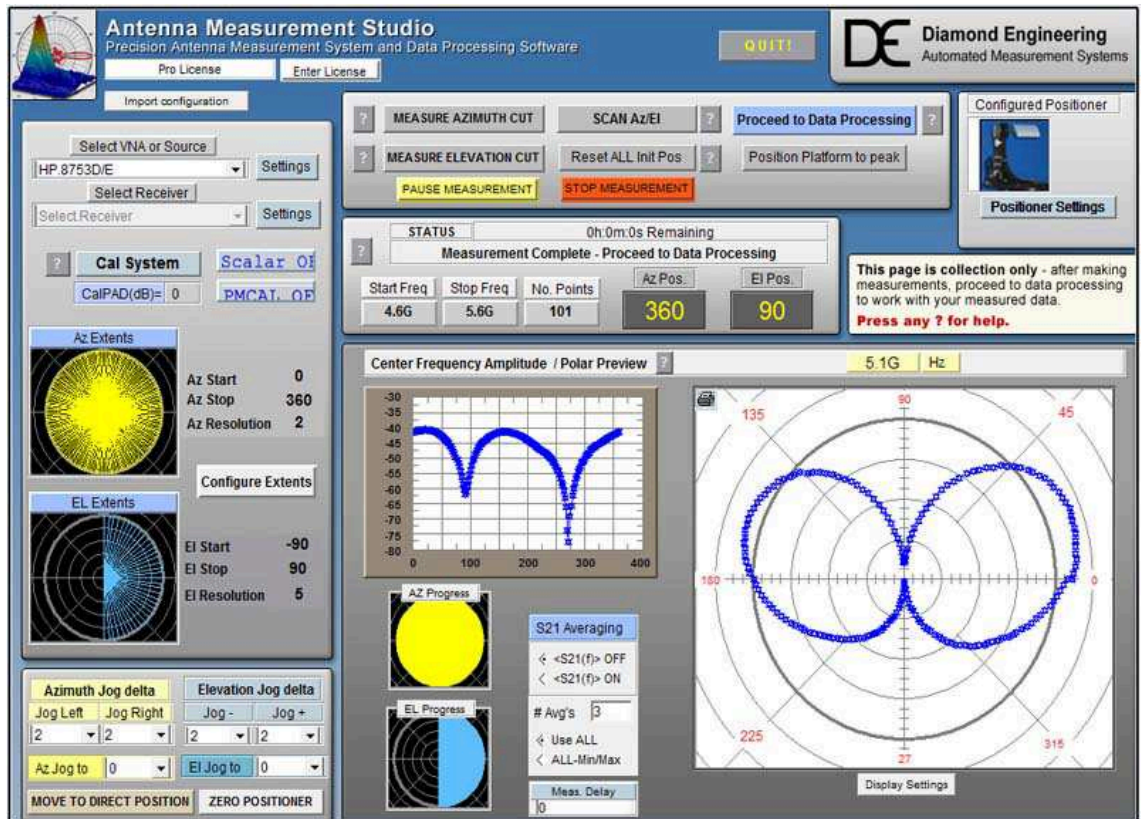 Antenna Measurement Studio
Precision Antenna Measurement System and Data Processing Software
Pro License
Enter License
QUIT!
DE
Diamond Engineering
Automated Measurement Systems
Import configuration
Select VNA or Source
HP.8753D/E
Settings
Select Receiver
Select Receiver
Settings
?
Cal System
Scalar
CalPAD(dB)=
0
PMCAL
Az Extents
Az Start 0
Az Stop 360
Az Resolution 2
Configure Extents
EL Extents
El Start -90
El Stop 90
El Resolution 5
Azimuth Jog delta
Elevation Jog delta
Jog Left
Jog Right
Jog -
Jog +
2
2
2
2
Az Jog to
0
El Jog to
0
MOVE TO DIRECT POSITION
ZERO POSITIONER
?
MEASURE AZIMUTH CUT
SCAN Az/El
?
Proceed to Data Processing
?
?
MEASURE ELEVATION CUT
Reset ALL Init Pos
?
Position Platform to peak
PAUSE MEASUREMENT
STOP MEASUREMENT
Configured Positioner
Positioner Settings
STATUS
0h:0m:0s Remaining
?
Measurement Complete - Proceed to Data Processing
Start Freq
Stop Freq
No. Points
Az Pos.
El Pos.
4.6G
5.6G
101
360
90
This page is collection only - after making
measurements, proceed to data processing
to work with your measured data.
Press any ? for help.
Center Frequency Amplitude / Polar Preview
?
5.1G
Hz
-30
-35
-40
-45
-50
-55
-60
-65
-70
-75
-80
0
100
200
300
400
AZ Progress
EL Progress
S21 Averaging
<S21(f)> OFF
<S21(f)> ON
# Avg's
3
Use ALL
ALL-Min/Max
Meas. Delay
0
90
135
45
180
0
225
315
27
Display Settings